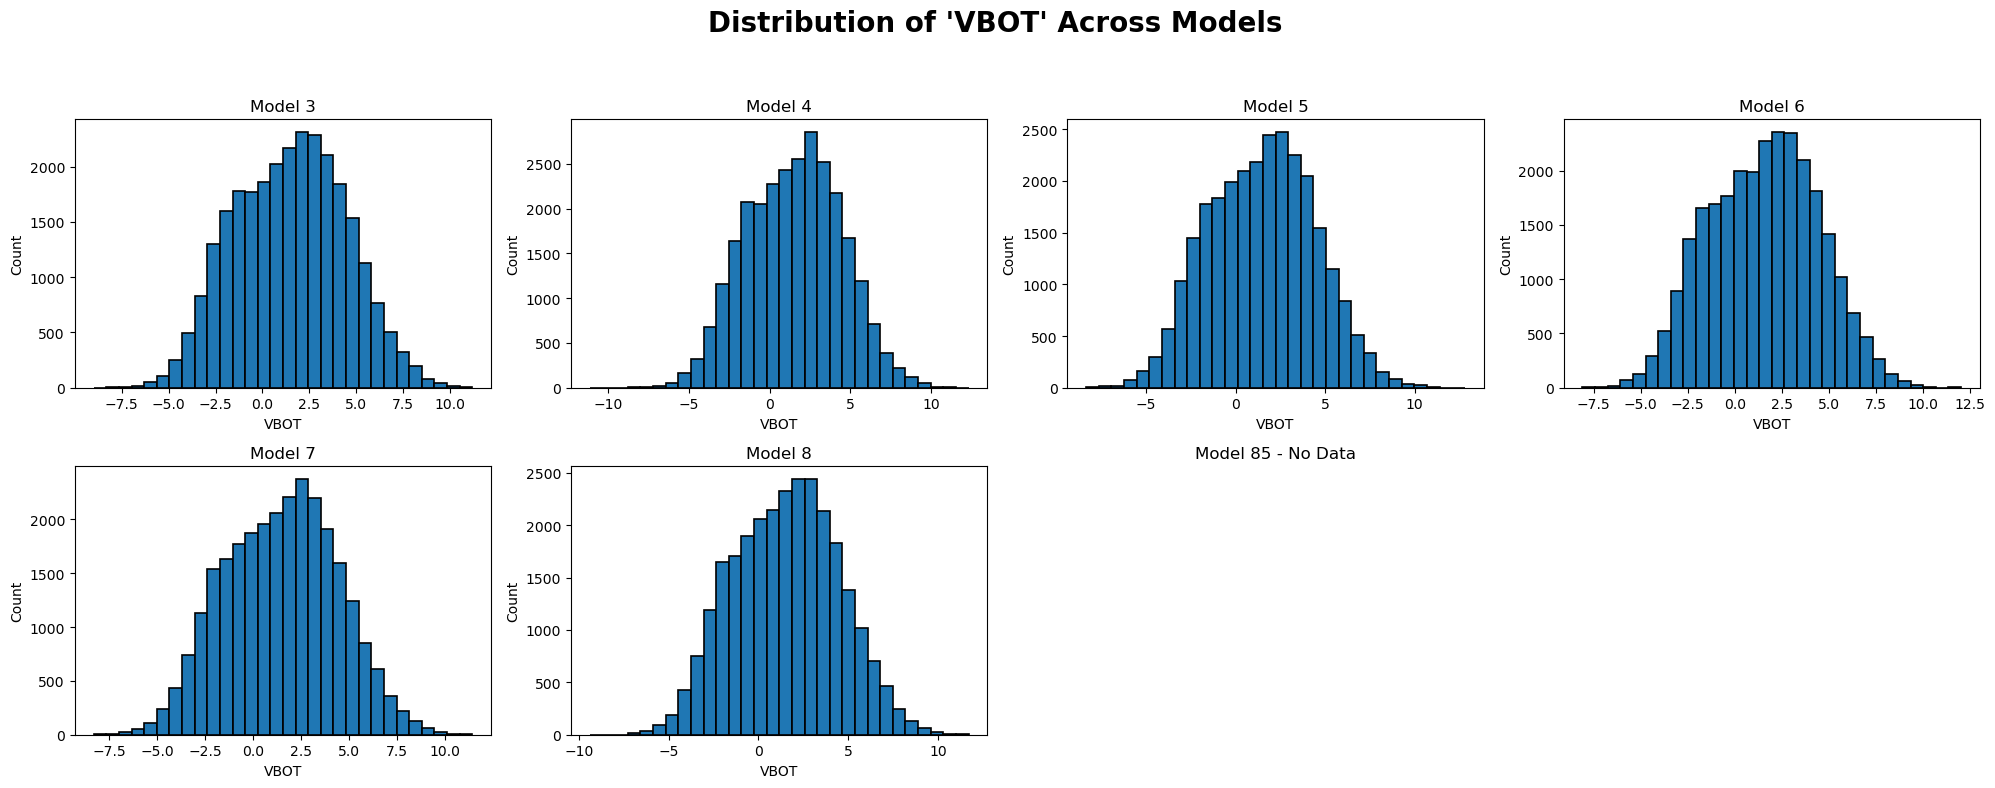 Distribution of 'VBOT' Across Models
Model 3
Count
2000
1500
1000
500
0
−7.5 −5.0 −2.5 0.0 2.5 5.0 7.5 10.0
VBOT
Model 4
Count
2500
2000
1500
1000
500
0
−10 −5 0 5 10
VBOT
Model 5
Count
2500
2000
1500
1000
500
0
−5 0 5 10
VBOT
Model 6
Count
2000
1500
1000
500
0
−7.5 −5.0 −2.5 0.0 2.5 5.0 7.5 10.0 12.5
VBOT
Model 7
Count
2000
1500
1000
500
0
−7.5 −5.0 −2.5 0.0 2.5 5.0 7.5 10.0
VBOT
Model 8
Count
2500
2000
1500
1000
500
0
−10 −5 0 5 10
VBOT
Model 85 - No Data